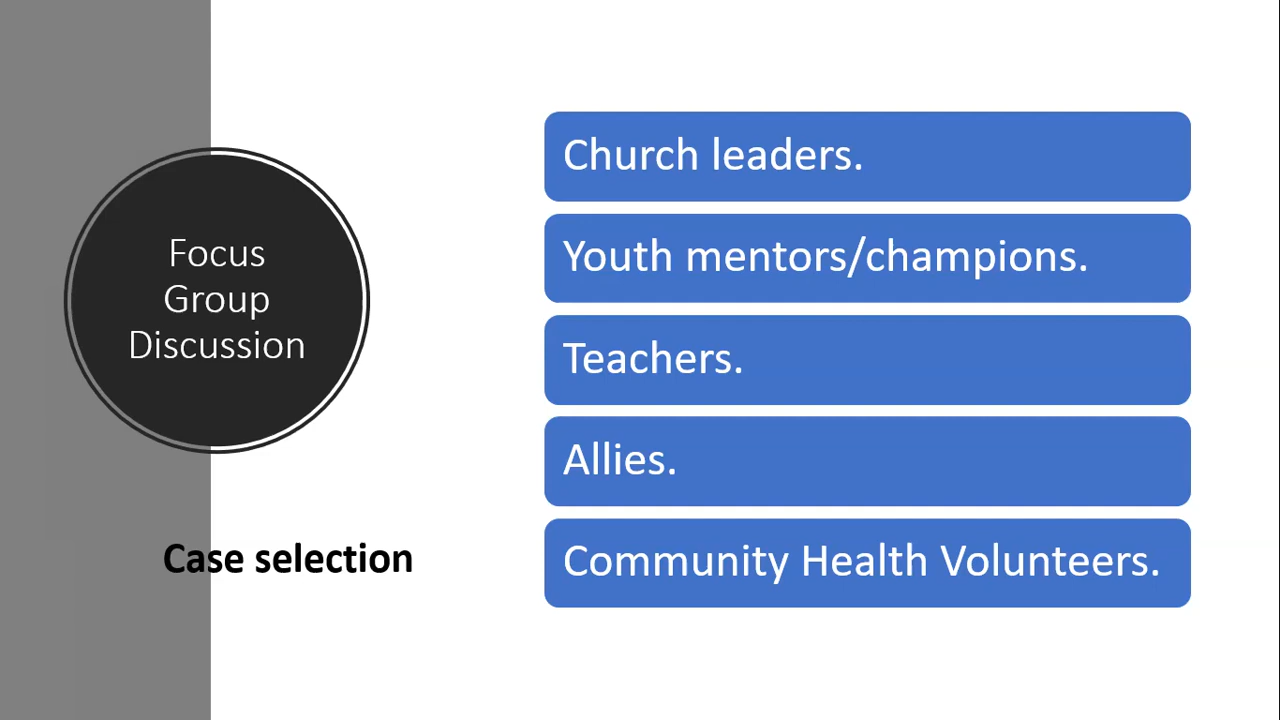 Focus
Group
Discussion
Case selection
Church leaders.
Youth mentors/champions.
Teachers.
Allies.
Community Health Volunteers.